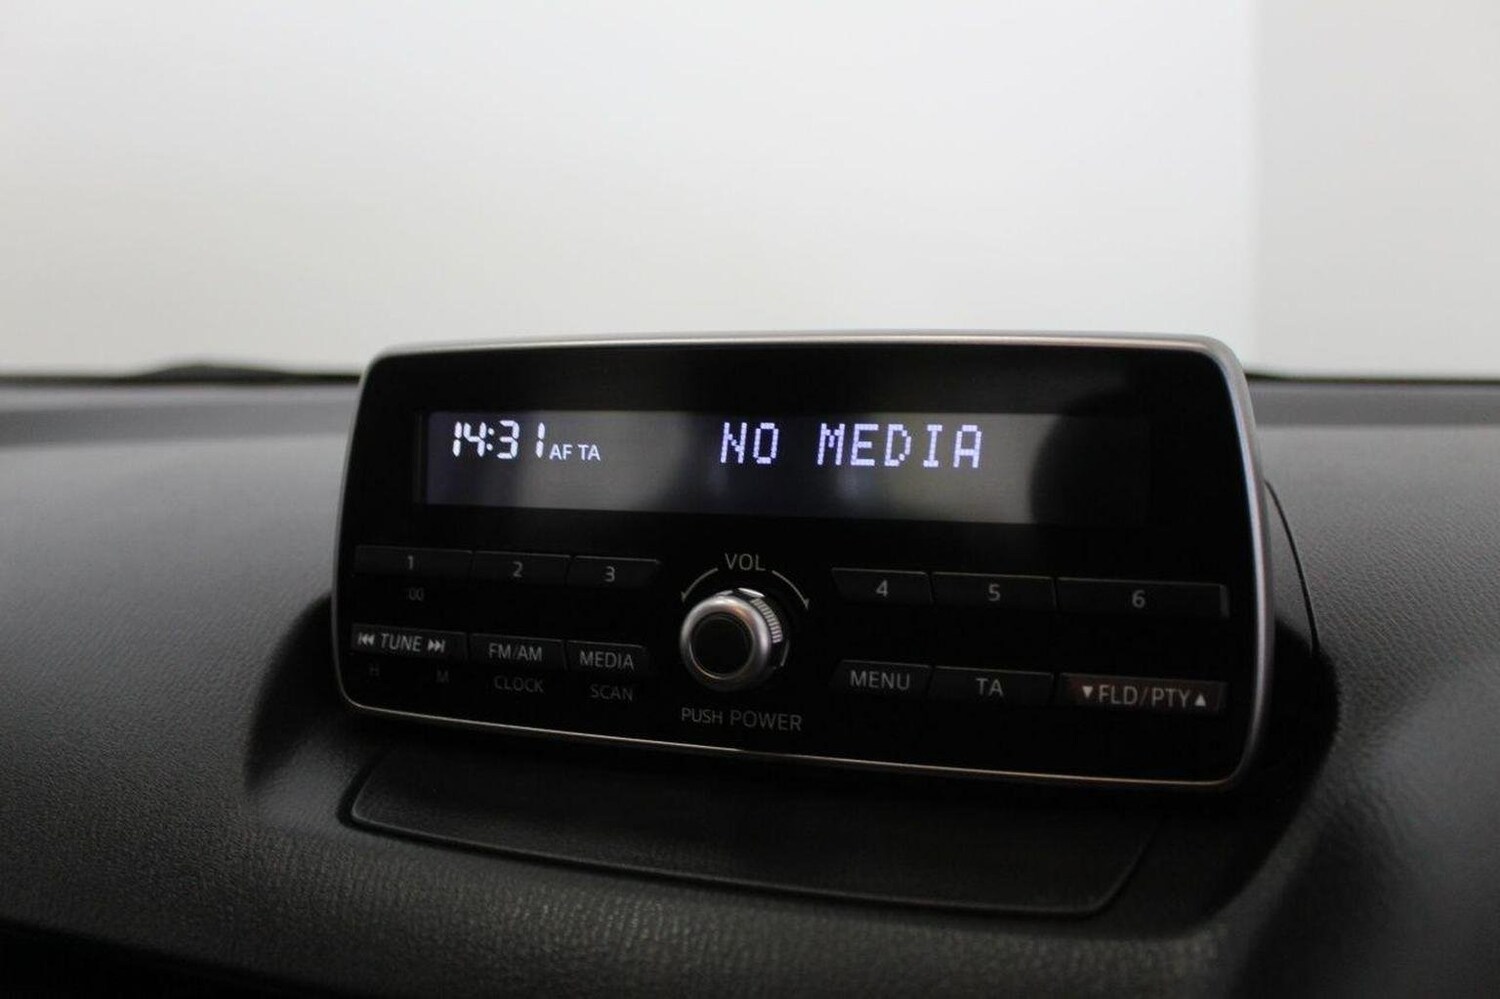 14:31 AF TA NO MEDIA
VOL
1 2 3 4 5 6
:00
TUNE FM/AM MEDIA MENU TA ▼FLD/PTY▲
H M CLOCK SCAN
PUSH POWER